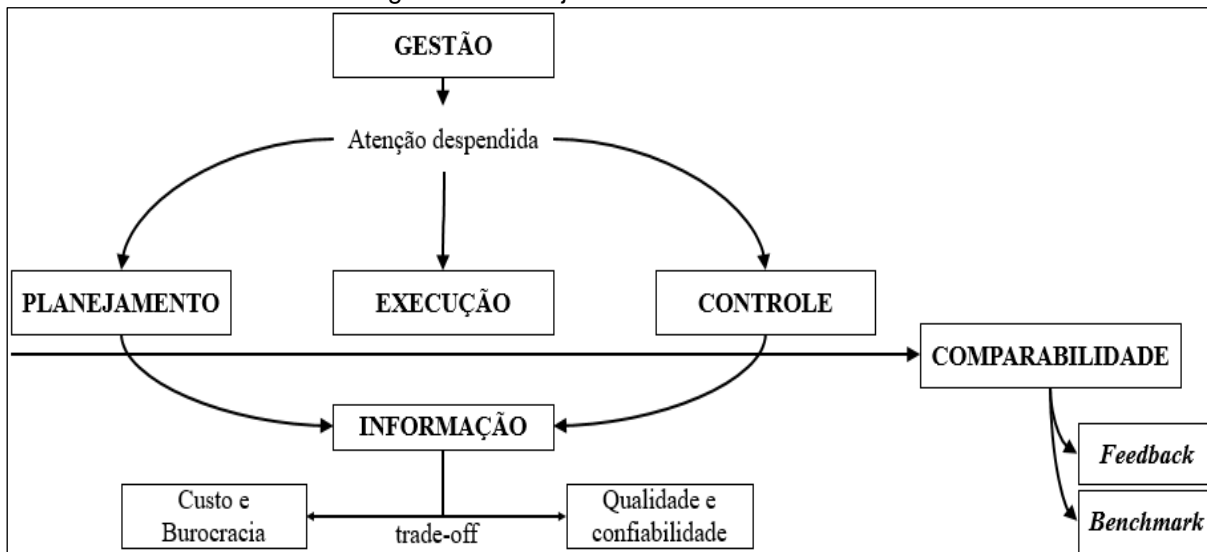 GESTÃO
Atenção despendida
PLANEJAMENTO
EXECUÇÃO
CONTROLE
COMPARABILIDADE
INFORMAÇÃO
Feedback
Custo e
Burocracia
trade-off
Qualidade e
confiabilidade
Benchmark